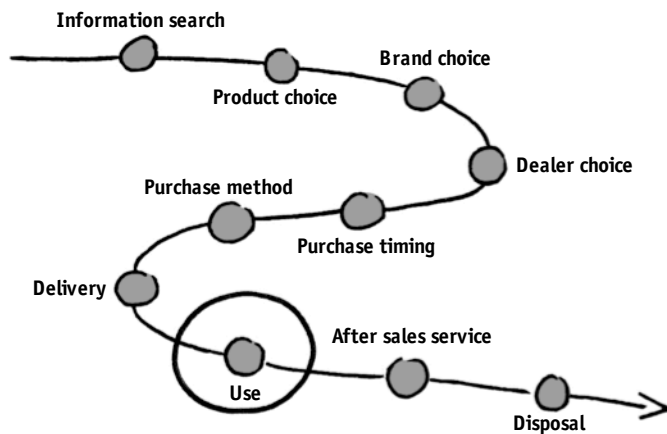 Information search
Product choice
Brand choice
Dealer choice
Purchase timing
Purchase method
Delivery
Use
After sales service
Disposal